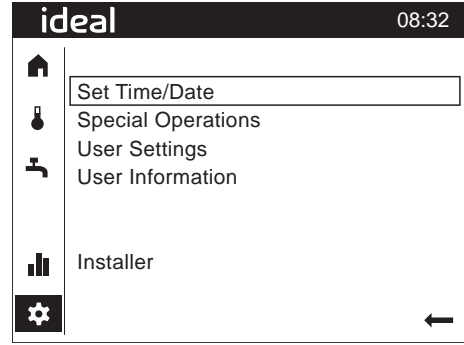 ideal 08:32
Set Time/Date
Special Operations
User Settings
User Information
Installer